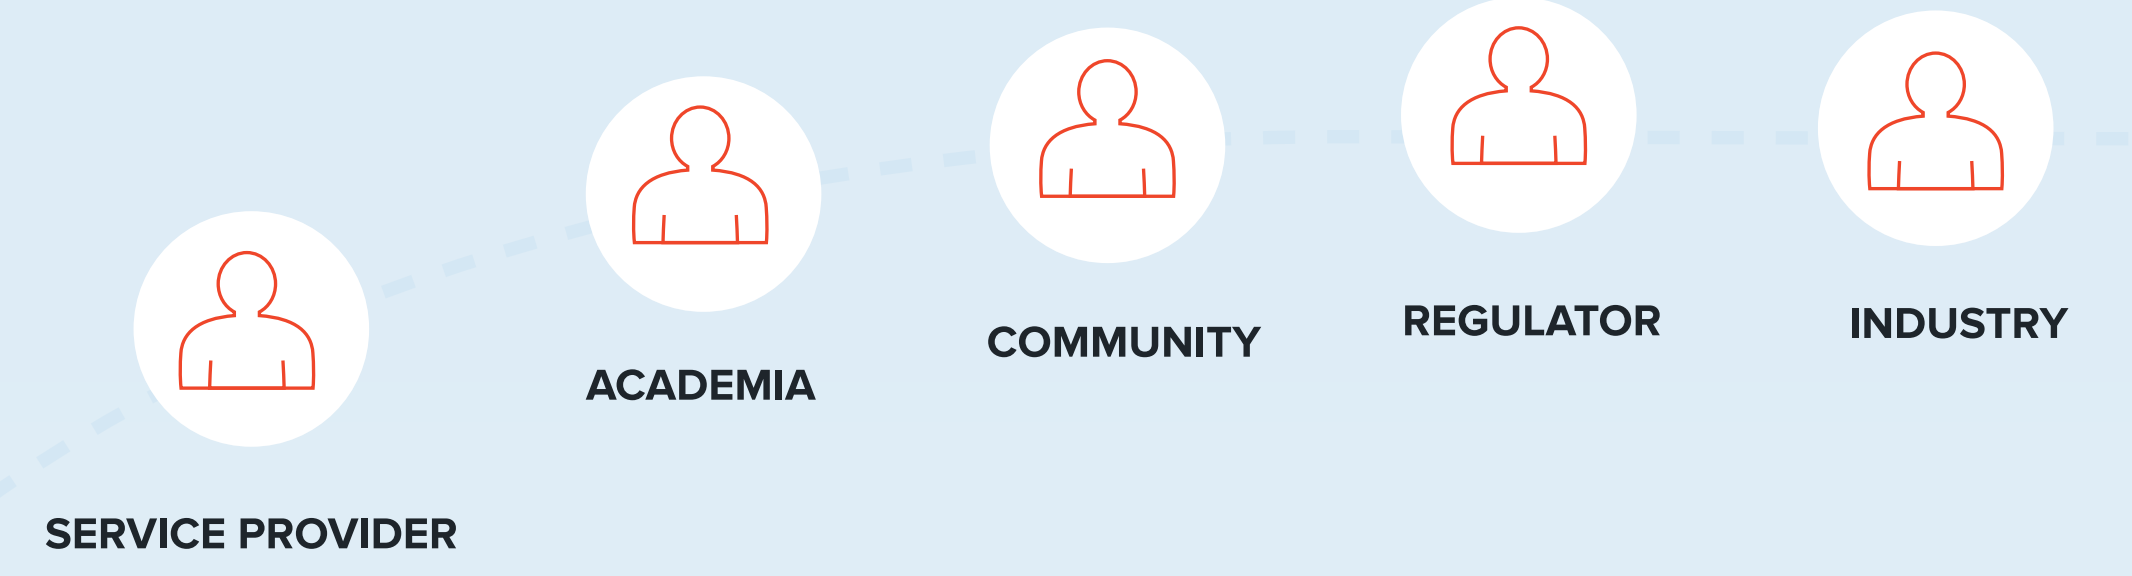 SERVICE PROVIDER
ACADEMIA
COMMUNITY
REGULATOR
INDUSTRY